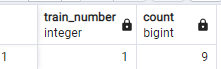 train_number count
integer bigint
1 1 9